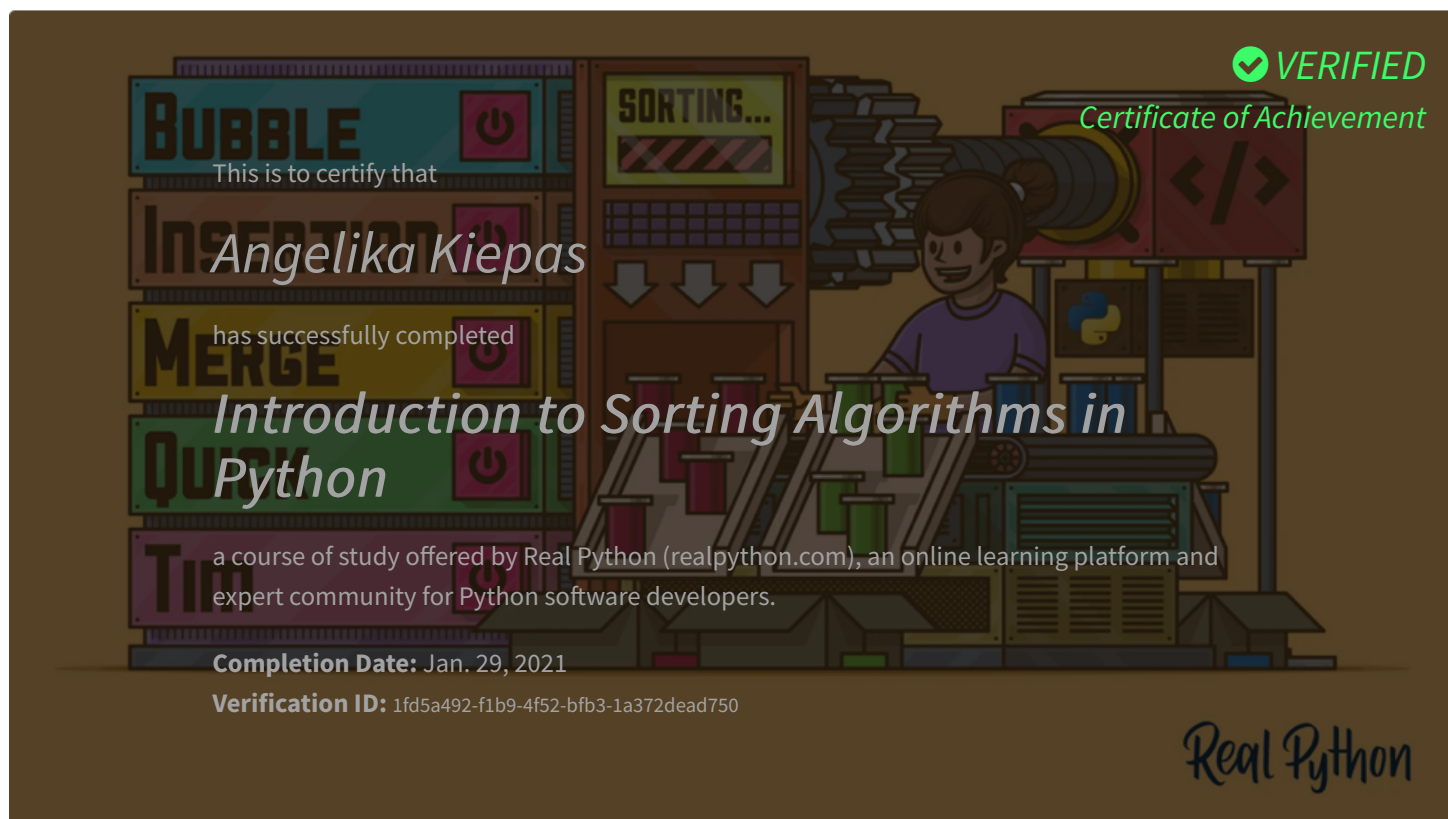 VERIFIED
Certificate of Achievement
BUBBLE
SORTING...
</>
This is to certify that
INSERTION
Angelika Kiepas
has successfully completed
MERGE
Introduction to Sorting Algorithms in
Python
QUICK
a course of study offered by Real Python (realpython.com), an online learning platform and
expert community for Python software developers.
TIM
Completion Date: Jan. 29, 2021
Verification ID: 1fd5a492-f1b9-4f52-bfb3-1a372dead750
Real Python